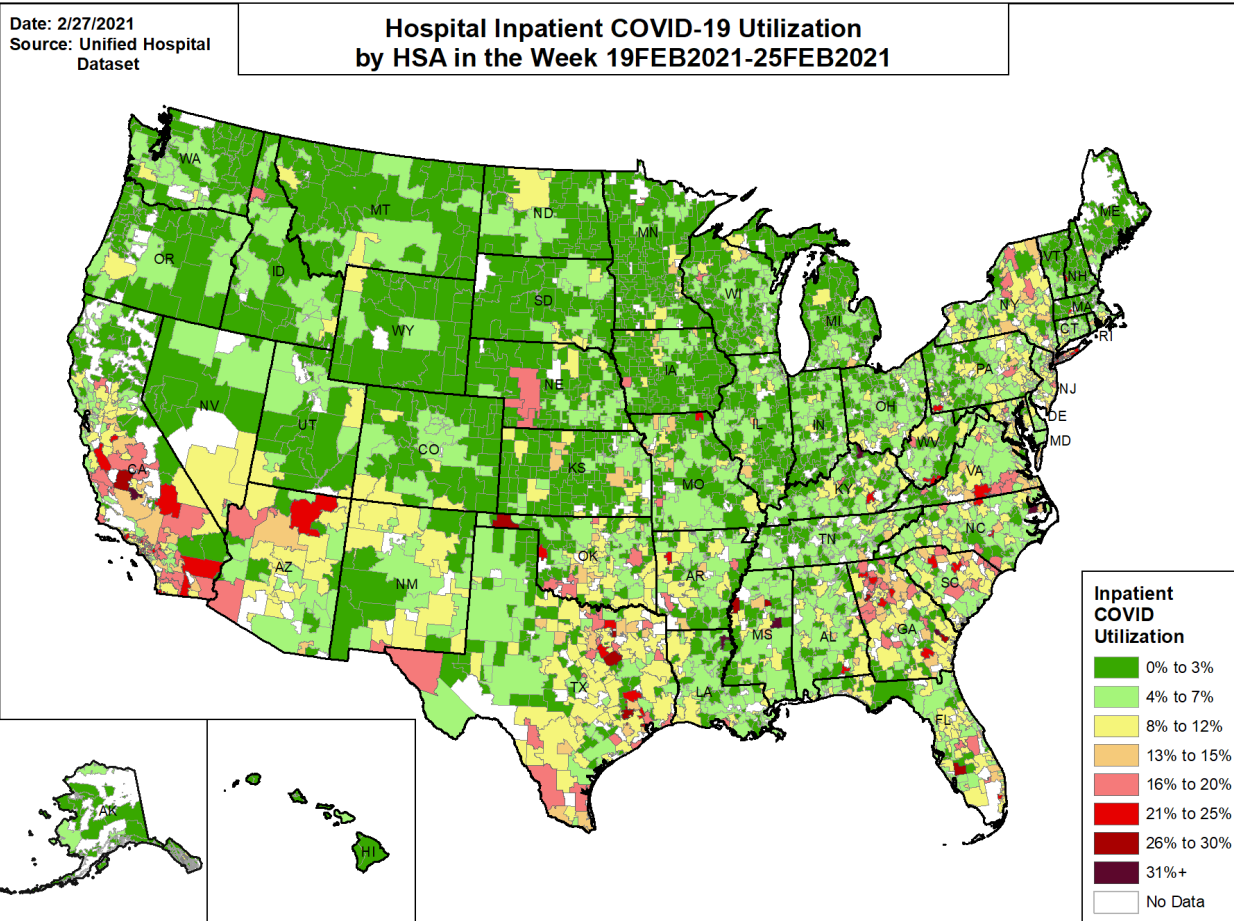 Date: 2/27/2021
Source: Unified Hospital
Dataset
Hospital Inpatient COVID-19 Utilization
by HSA in the Week 19FEB2021-25FEB2021
WA
MT
ND
MN
ME
OR
ID
SD
WI
MI
VT
NH
NY
MA
CT
RI
WY
NE
IA
PA
NJ
NV
UT
CO
IL
IN
OH
DE
MD
WV
CA
KS
MO
KY
VA
AZ
NM
OK
AR
TN
NC
SC
MS
AL
GA
TX
LA
FL
AK
HI
Inpatient
COVID
Utilization
0% to 3%
4% to 7%
8% to 12%
13% to 15%
16% to 20%
21% to 25%
26% to 30%
31%+
No Data